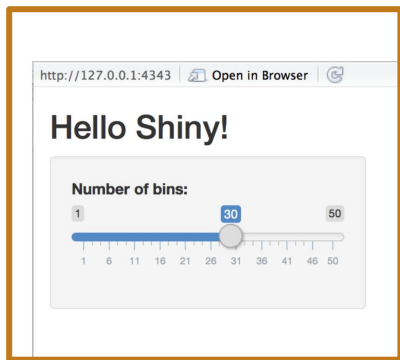 http://127.0.0.1:4343 Open in Browser
Hello Shiny!
Number of bins:
1 30 50
1 6 11 16 21 26 31 36 41 46 50